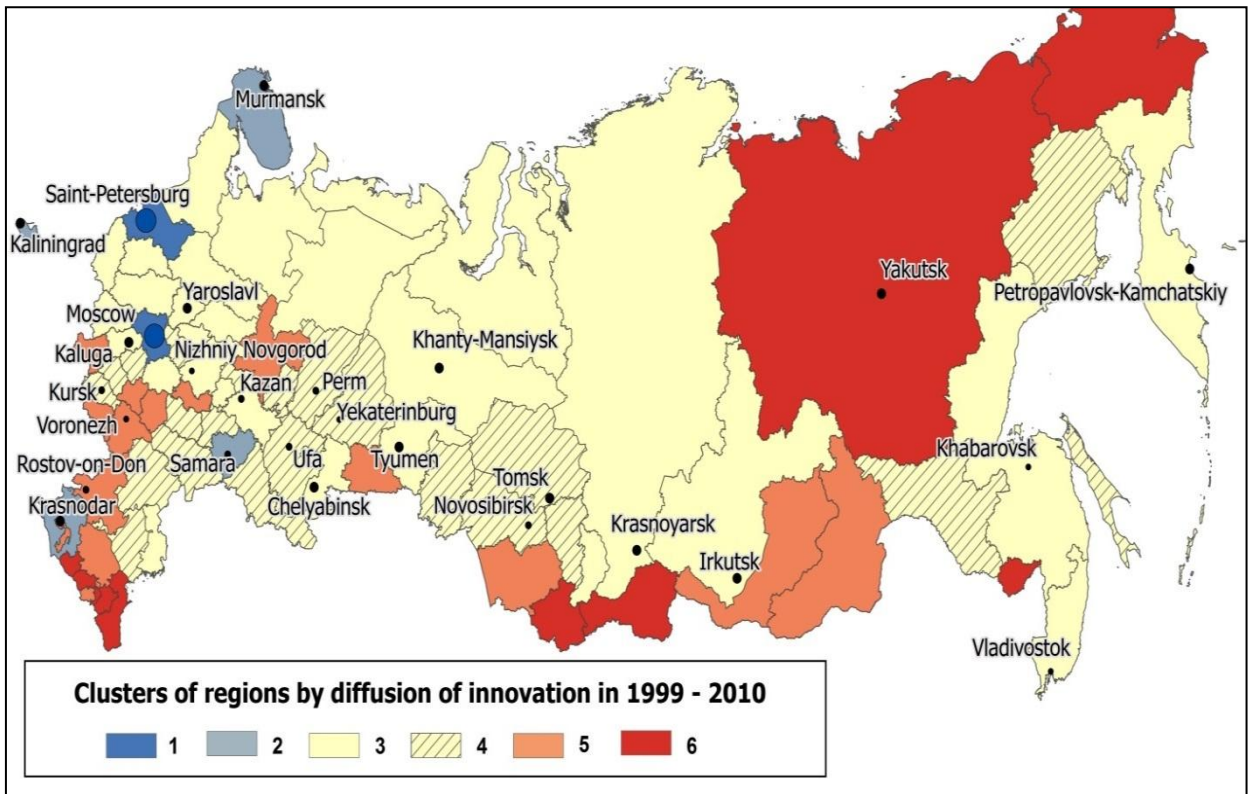 Murmansk
Saint-Petersburg
Kaliningrad
Yaroslavl
Moscow
Kaluga
Nizhniy Novgorod
Kursk
Kazan
Perm
Khanty-Mansiysk
Yakutsk
Petropavlovsk-Kamchatskiy
Voronezh
Yekaterinburg
Rostov-on-Don
Samara
Ufa
Tyumen
Krasnodar
Chelyabinsk
Tomsk
Novosibirsk
Khabarovsk
Krasnoyarsk
Irkutsk
Vladivostok
Clusters of regions by diffusion of innovation in 1999 - 2010
1 2 3 4 5 6